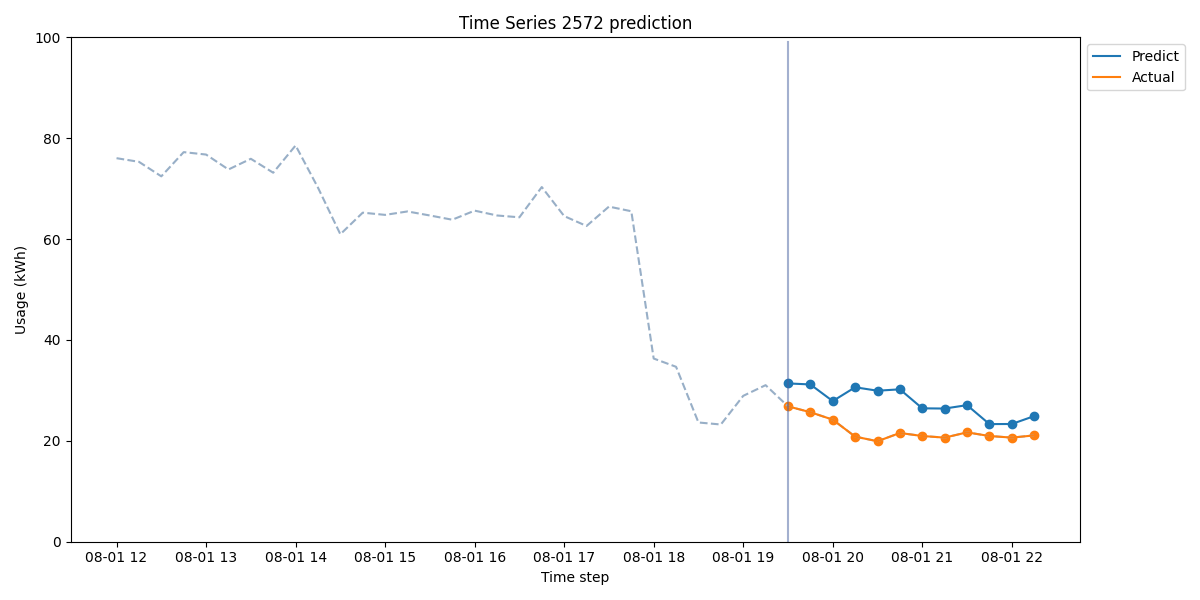 Time Series 2572 prediction
100
80
60
40
20
0
Usage (kWh)
08-01 12 08-01 13 08-01 14 08-01 15 08-01 16 08-01 17 08-01 18 08-01 19 08-01 20 08-01 21 08-01 22
Time step
Predict
Actual